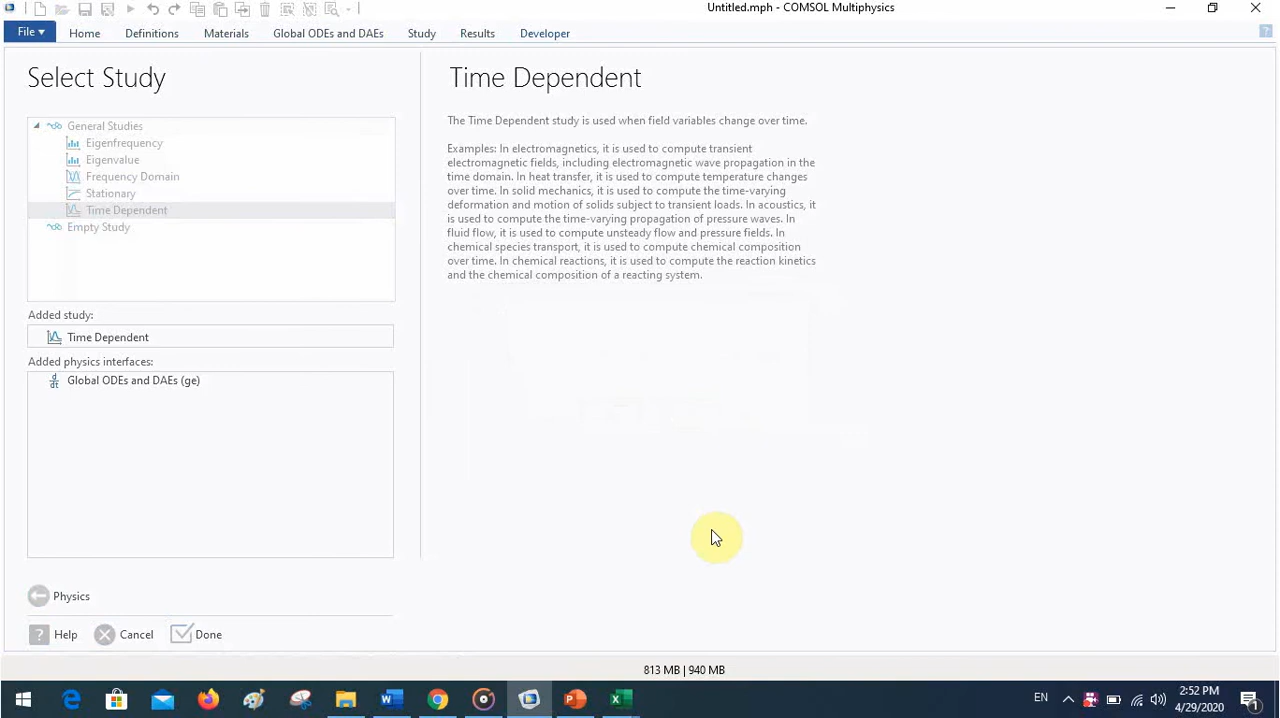 Untitled.mph - COMSOL Multiphysics
File Home Definitions Materials Global ODEs and DAEs Study Results Developer
Select Study
General Studies
Eigenfrequency
Eigenvalue
Frequency Domain
Stationary
Time Dependent
Empty Study
Added study:
Time Dependent
Added physics interfaces:
Global ODEs and DAEs (ge)
Physics
Help Cancel Done
Time Dependent
The Time Dependent study is used when field variables change over time.
Examples: In electromagnetics, it is used to compute transient
electromagnetic fields, including electromagnetic wave propagation in the
time domain. In heat transfer, it is used to compute temperature changes
over time. In solid mechanics, it is used to compute the time-varying
deformation and motion of solids subject to transient loads. In acoustics, it
is used to compute the time-varying propagation of pressure waves. In
fluid flow, it is used to compute unsteady flow and pressure fields. In
chemical species transport, it is used to compute chemical composition
over time. In chemical reactions, it is used to compute the reaction kinetics
and the chemical composition of a reacting system.
813 MB | 940 MB
EN
2:52 PM
4/29/2020